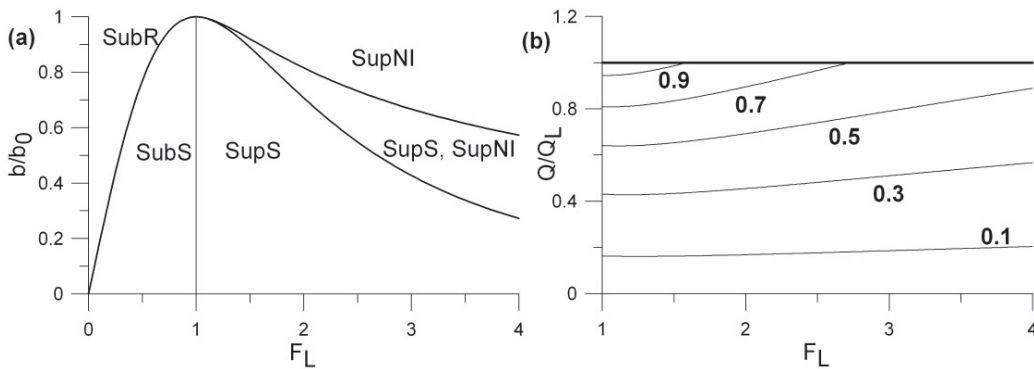 (a)
b/b0
1
0.8
0.6
0.4
0.2
0
SubR
SupNI
SubS
SupS
SupS, SupNI
0 1 2 3 4
FL
(b)
Q/QL
1.2
0.8
0.4
0
0.9
0.7
0.5
0.3
0.1
1 2 3 4
FL